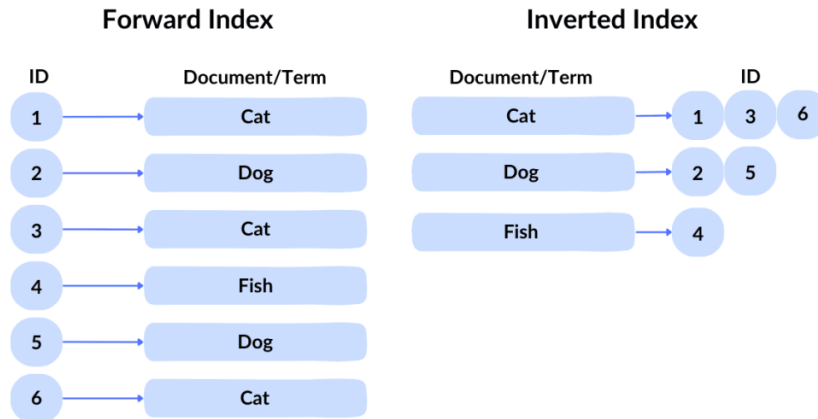 Forward Index
ID Document/Term
1 Cat
2 Dog
3 Cat
4 Fish
5 Dog
6 Cat
Inverted Index
Document/Term ID
Cat 1 3 6
Dog 2 5
Fish 4